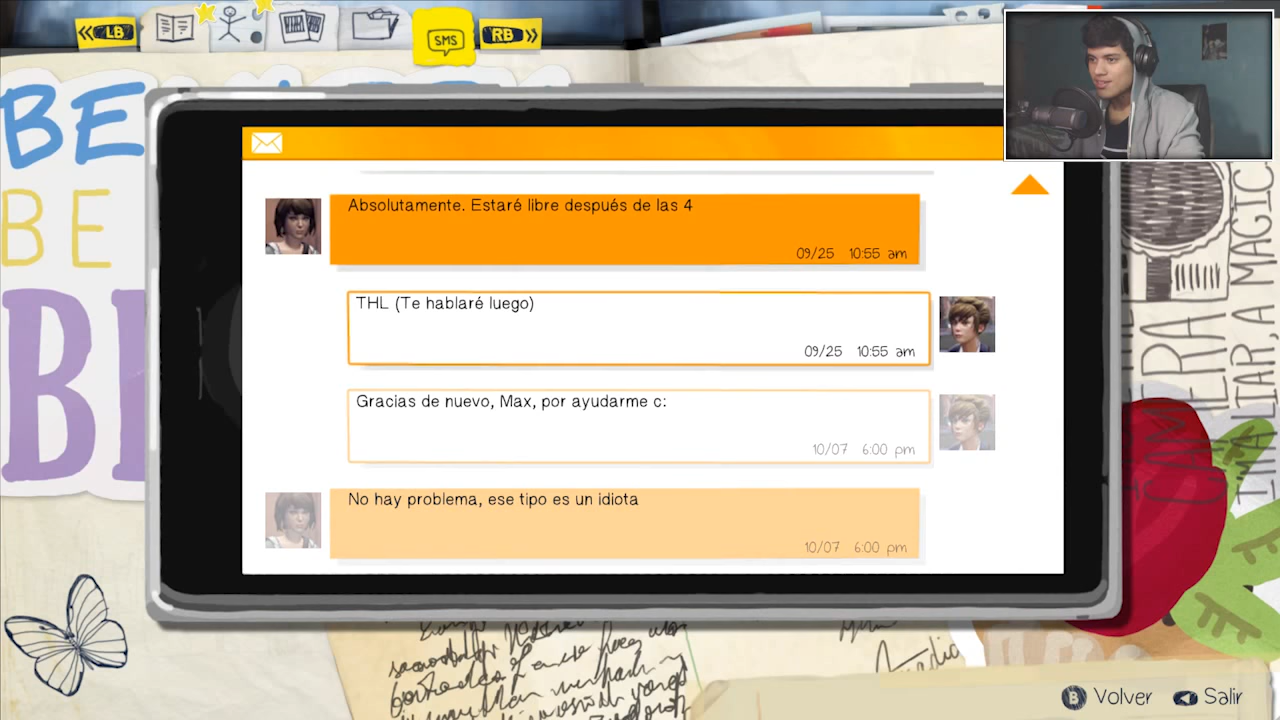 LB
SMS
RB
BE
BE
Absolutamente. Estaré libre después de las 4
09/25 10:55 am
THL (Te hablaré luego)
09/25 10:55 am
Gracias de nuevo, Max, por ayudarme c:
10/07 6:00 pm
No hay problema, ese tipo es un idiota
10/07 6:00 pm
B Volver
Salir